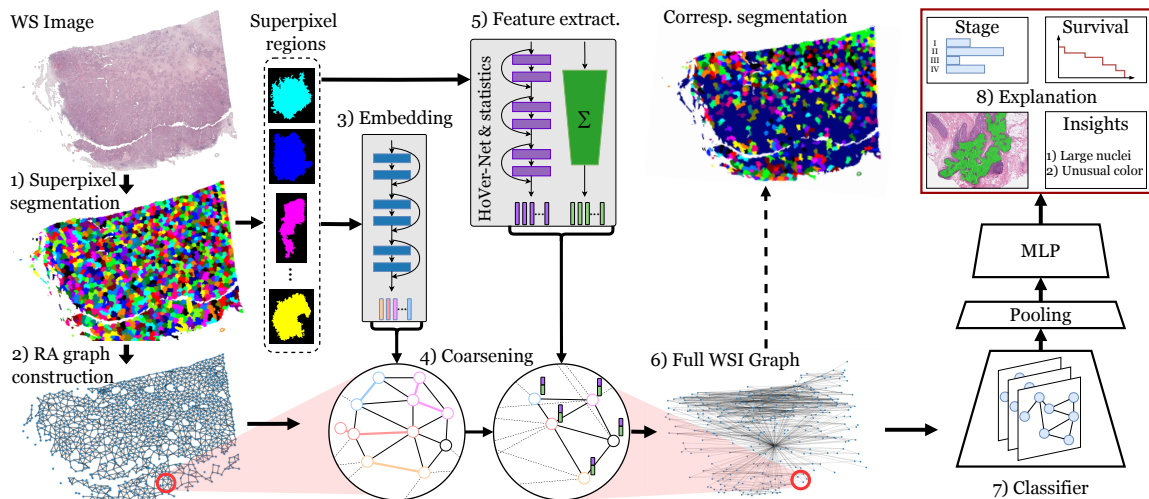 WS Image
1) Superpixel
segmentation
2) RA graph
construction
Superpixel
regions
3) Embedding
4) Coarsening
5) Feature extract.
HoVer-Net & statistics
Σ
Corresp. segmentation
6) Full WSI Graph
7) Classifier
Pooling
MLP
8) Explanation
Stage
I
II
III
IV
Survival
Insights
1) Large nuclei
2) Unusual color